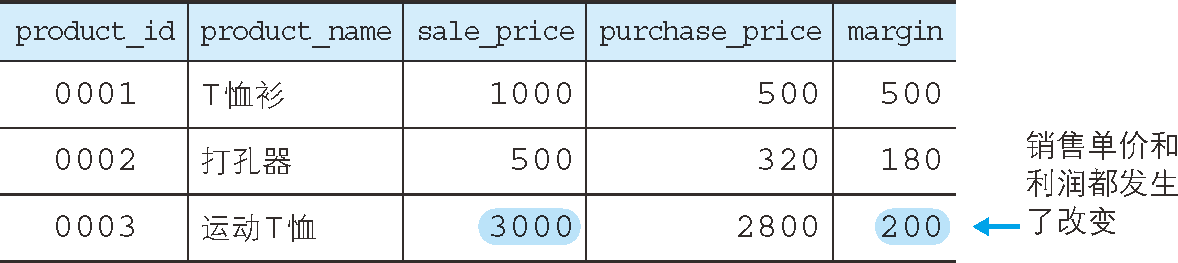 product_id product_name sale_price purchase_price margin
0001 T恤衫 1000 500 500
0002 打孔器 500 320 180
0003 运动T恤 3000 2800 200
销售单价和
利润都发生
了改变